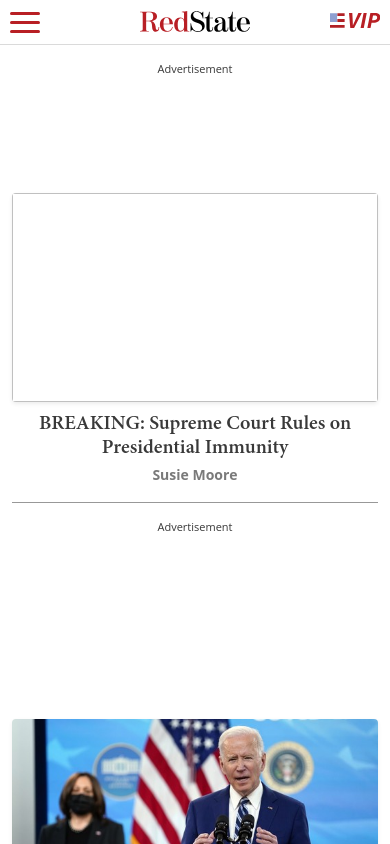 RedState
VIP
Advertisement
BREAKING: Supreme Court Rules on
Presidential Immunity
Susie Moore
Advertisement